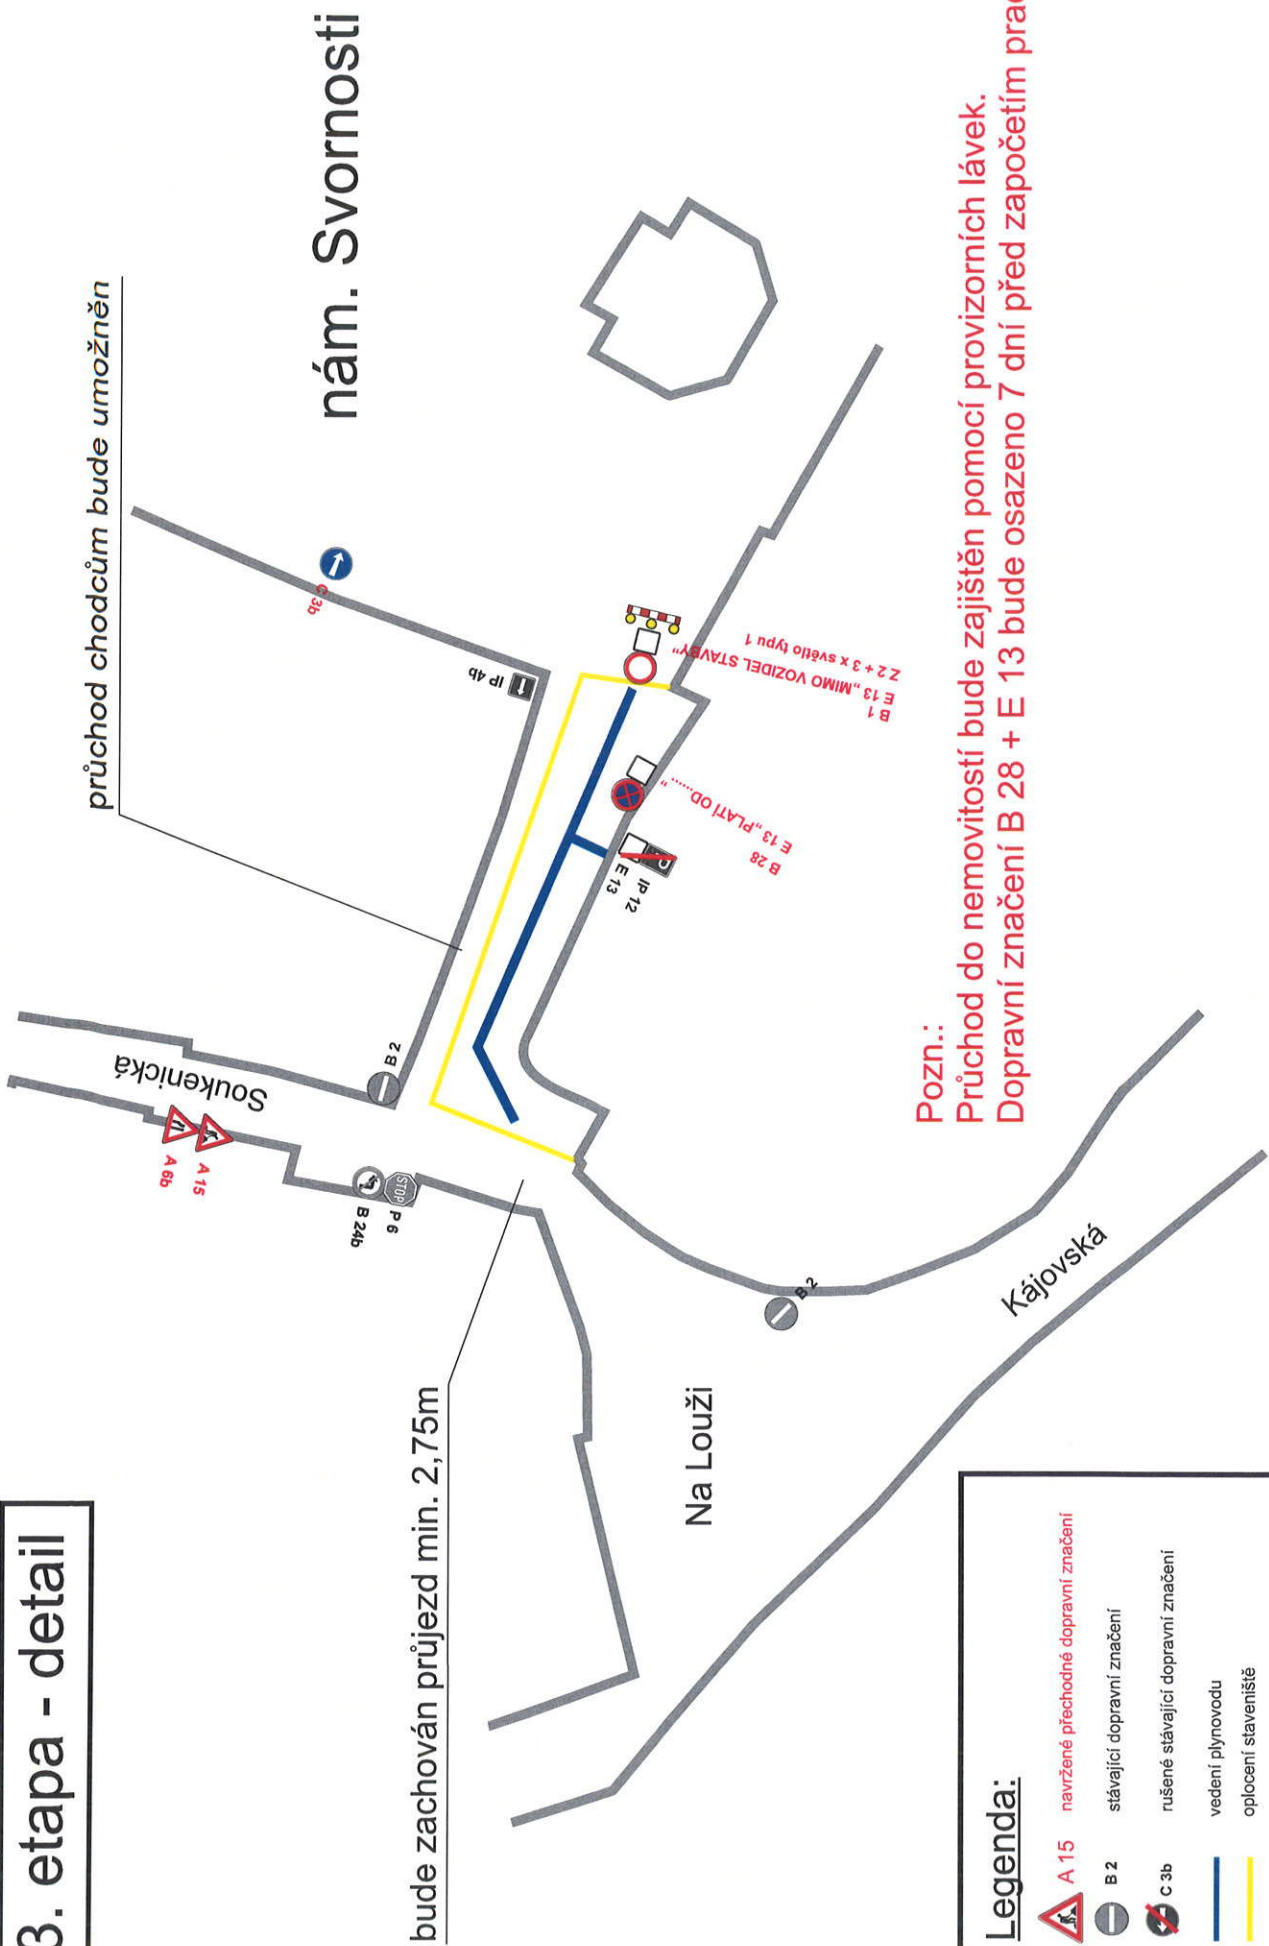 3. etapa - detail
průchod chodcům bude umožněn
nám. Svornosti
Soukenická
A 6b
A 15
B 24b
P 6
STOP
B 2
IP 4b
C 3b
B 1
E 13 „MIMO VOZIDEL STAVBY"
Z 2 + 3 x světlo typu 1
B 28
E 13 „PLATÍ OD....."
E 13
IP 12
bude zachován průjezd min. 2,75m
Na Louži
B 2
Kájovská
Pozn.:
Průchod do nemovitostí bude zajištěn pomocí provizorních lávek.
Dopravní značení B 28 + E 13 bude osazeno 7 dní před započetím
Legenda:
A 15 navržené přechodné dopravní značení
B 2 stávající dopravní značení
C 3b rušené stávající dopravní značení
vedení plynovodu
oplocení staveniště